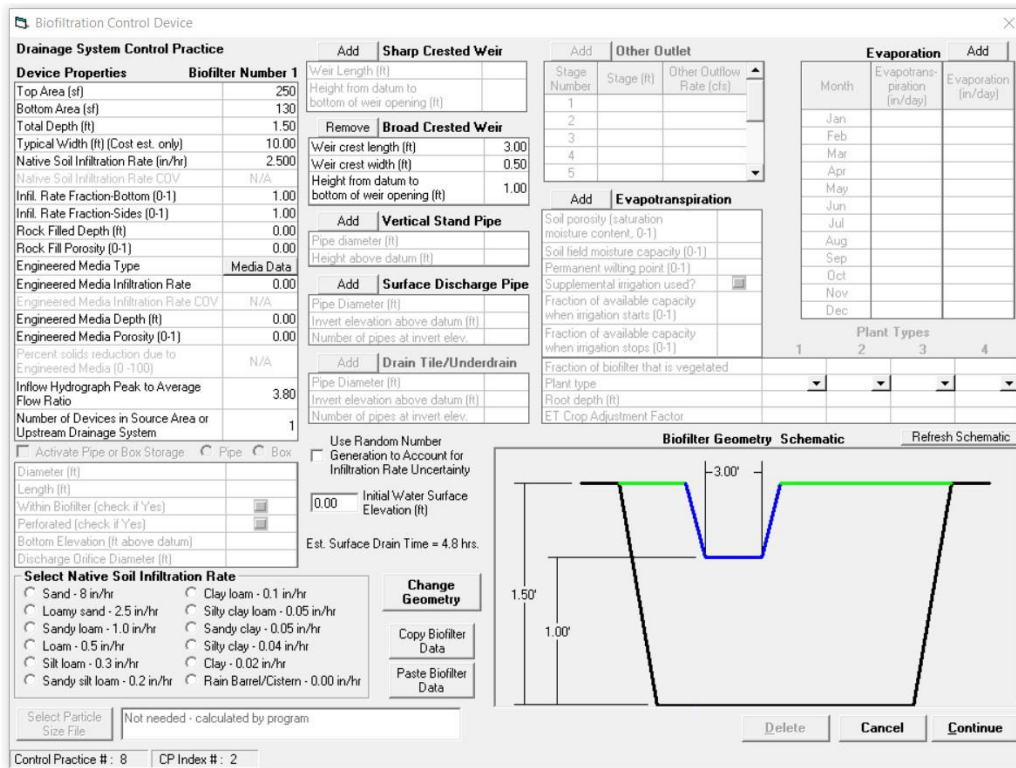 Biofiltration Control Device
Drainage System Control Practice
Device Properties Biofilter Number 1
Top Area (sf) 250
Bottom Area (sf) 130
Total Depth (ft) 1.50
Typical Width (ft) (Cost est. only) 10.00
Native Soil Infiltration Rate (in/hr) 2.500
Native Soil Infiltration Rate COV N/A
Infil. Rate Fraction-Bottom (0-1) 1.00
Infil. Rate Fraction-Sides (0-1) 1.00
Rock Filled Depth (ft) 0.00
Rock Fill Porosity (0-1) 0.00
Engineered Media Type Media Data
Engineered Media Infiltration Rate 0.00
Engineered Media Infiltration Rate COV N/A
Engineered Media Depth (ft) 0.00
Engineered Media Porosity (0-1) 0.00
Percent solids reduction due to
Engineered Media (0 -100) N/A
Inflow Hydrograph Peak to Average
Flow Ratio 3.80
Number of Devices in Source Area or
Upstream Drainage System 1
Activate Pipe or Box Storage Pipe Box
Diameter (ft)
Length (ft)
Within Biofilter (check if Yes)
Perforated (check if Yes)
Bottom Elevation (ft above datum)
Discharge Orifice Diameter (ft)
Select Native Soil Infiltration Rate
Sand - 8 in/hr Clay loam - 0.1 in/hr
Loamy sand - 2.5 in/hr Silty clay loam - 0.05 in/hr
Sandy loam - 1.0 in/hr Sandy clay - 0.05 in/hr
Loam - 0.5 in/hr Silty clay - 0.04 in/hr
Silt loam - 0.3 in/hr Clay - 0.02 in/hr
Sandy silt loam - 0.2 in/hr Rain Barrel/Cistern - 0.00 in/hr
Select Particle
Size File
Not needed - calculated by program
Control Practice # : 8 CP Index # : 2
Add Sharp Crested Weir
Weir Length (ft)
Height from datum to
bottom of weir opening (ft)
Remove Broad Crested Weir
Weir crest length (ft) 3.00
Weir crest width (ft) 0.50
Height from datum to
bottom of weir opening (ft) 1.00
Add Vertical Stand Pipe
Pipe diameter (ft)
Height above datum (ft)
Add Surface Discharge Pipe
Pipe Diameter (ft)
Invert elevation above datum (ft)
Number of pipes at invert elev.
Add Drain Tile/Underdrain
Pipe Diameter (ft)
Invert elevation above datum (ft)
Number of pipes at invert elev.
Use Random Number
Generation to Account for
Infiltration Rate Uncertainty
0.00 Initial Water Surface
Elevation (ft)
Est. Surface Drain Time = 4.8 hrs.
Change
Geometry
Copy Biofilter
Data
Paste Biofilter
Data
Add Other Outlet
Stage
Number Stage (ft) Other Outflow
Rate (cfs)
1
2
3
4
5
Add Evapotranspiration
Soil porosity (saturation
moisture content, 0-1)
Soil field moisture capacity (0-1)
Permanent wilting point (0-1)
Supplemental irrigation used?
Fraction of available capacity
when irrigation starts (0-1)
Fraction of available capacity
when irrigation stops (0-1)
Fraction of biofilter that is vegetated
Plant type
Root depth (ft)
ET Crop Adjustment Factor
Evaporation Add
Month Evapotrans-
piration
(in/day) Evaporation
(in/day)
Jan
Feb
Mar
Apr
May
Jun
Jul
Aug
Sep
Oct
Nov
Dec
Plant Types
1 2 3 4
Biofilter Geometry Schematic Refresh Schematic
3.00'
1.50'
1.00'
Delete Cancel Continue